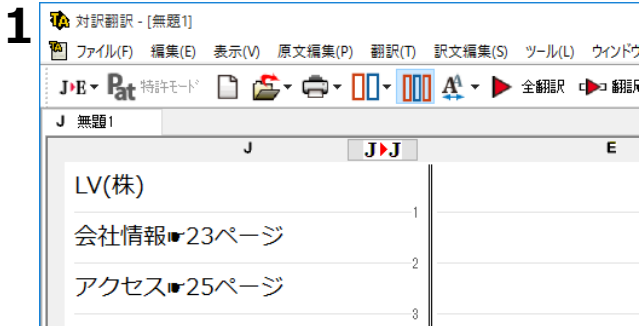 1
対訳翻訳 - [無題1]
ファイル(F) 編集(E) 表示(V) 原文編集(P) 翻訳(T) 訳文編集(S) ツール(L) ウィンドウ
J▸E Pat 特許モード A 全翻訳 翻訳
J 無題1
J J▸J E
LV(株)
1
会社情報☛23ページ
2
アクセス☛25ページ
3